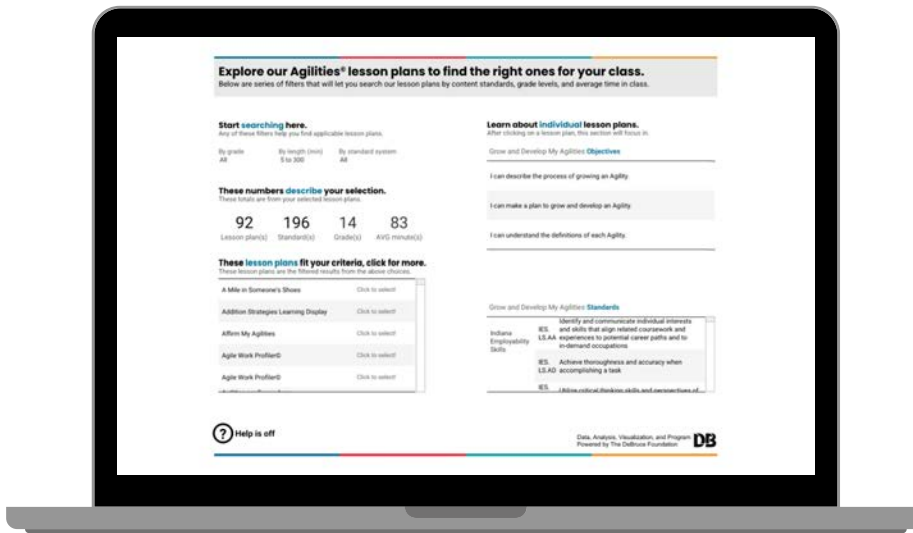 Explore our Agilities® lesson plans to find the right ones for your class.
Below are series of filters that will let you search our lesson plans by content standards, grade levels, and average time in class.
Start searching here.
Any of these filters help you find applicable lesson plans.
By grade
All
By length (min)
5 to 300
By standard system
All
These numbers describe your selection.
These totals are from your selected lesson plans.
92 196 14 83
Lesson plan(s) Standard(s) Grade(s) AVG minute(s)
These lesson plans fit your criteria, click for more.
These lesson plans are the filtered results from the above choices.
A Mile in Someone's Shoes Click to select!
Addition Strategies Learning Display Click to select!
Affirm My Agilities Click to select!
Agile Work Profiler© Click to select!
Agile Work Profiler© Click to select!
Learn about individual lesson plans.
After clicking on a lesson plan, this section will focus in.
Grow and Develop My Agilities Objectives
I can describe the process of growing an Agility.
I can make a plan to grow and develop an Agility.
I can understand the definitions of each Agility.
Grow and Develop My Agilities Standards
Indiana
Employability
Skills
IES.
LS.AA
Identify and communicate individual interests
and skills that align related coursework and
experiences to potential career paths and to
in-demand occupations
IES.
LS.AD
Achieve thoroughness and accuracy when
accomplishing a task
IES.
Utilize critical thinking skills and perspectives of
? Help is off
Data, Analysis, Visualization, and Program
Powered by The DeBruce Foundation
DB